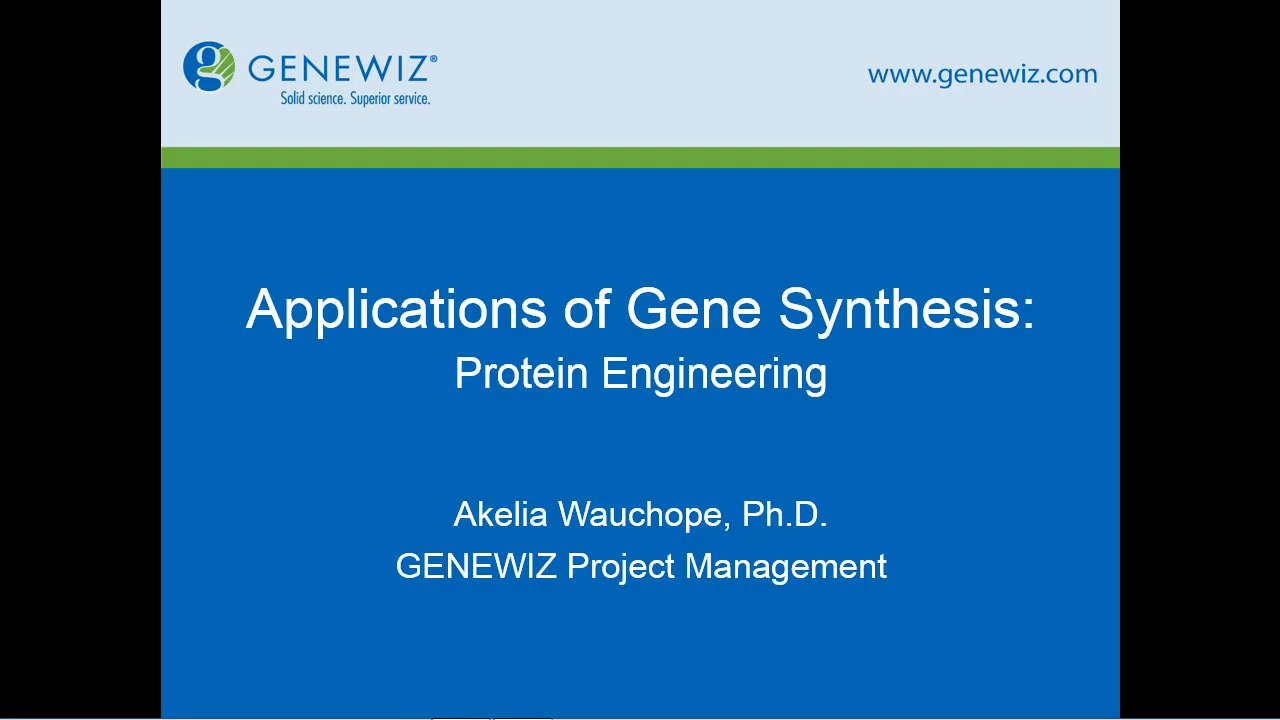 GENEWIZ®
Solid science. Superior service.
www.genewiz.com
Applications of Gene Synthesis:
Protein Engineering
Akelia Wauchope, Ph.D.
GENEWIZ Project Management